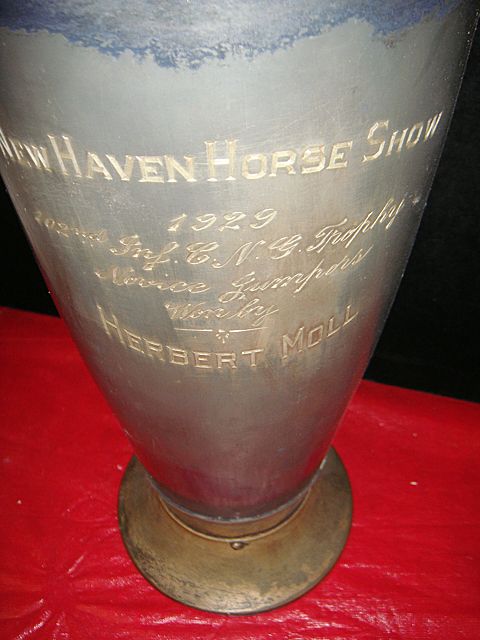 New Haven Horse Show
1929
102nd Inf. C. N. G. Trophy
Novice Jumpers
Won by
Herbert Moll